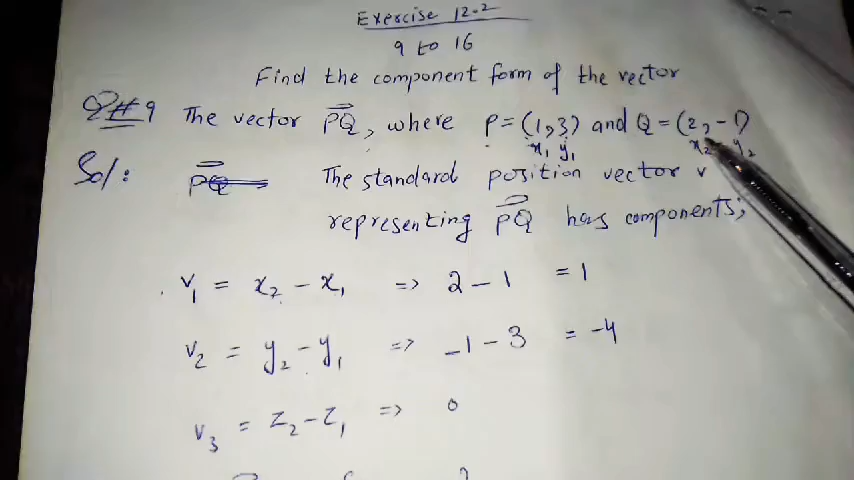 Exercise 12.2
9 to 16
Find the component form of the vector
Q#9 The vector PQ, where P = (1, 3) and Q = (2, -1)
x₁ y₁ x₂ y₂
Sol: PQ The standard position vector v
representing PQ has components;
v₁ = x₂ - x₁ => 2 - 1 = 1
v₂ = y₂ - y₁ => -1 - 3 = -4
v₃ = z₂ - z₁ => 0